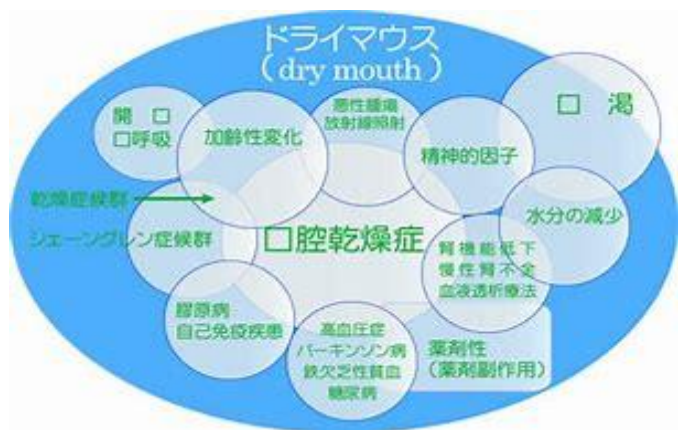 ドライマウス
(dry mouth)
開 口
口呼吸
加齢性変化
悪性腫瘍
放射線照射
精神的因子
口 渇
乾燥症候群
シェーングレン症候群
口腔乾燥症
水分の減少
腎機能低下
慢性腎不全
血液透析療法
膠原病
自己免疫疾患
高血圧症
パーキンソン病
鉄欠乏性貧血
糖尿病
薬剤性
(薬剤副作用)